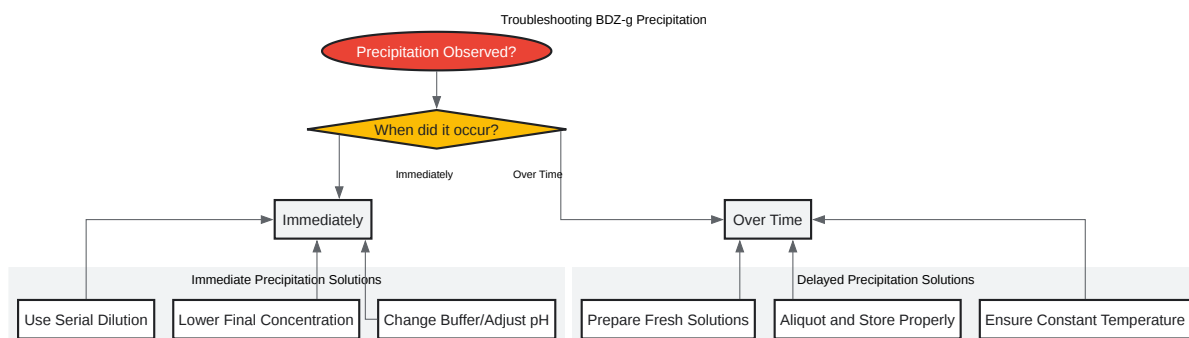 Troubleshooting BDZ-g Precipitation
Precipitation Observed?
When did it occur?
Immediately
Over Time
Immediately
Over Time
Immediate Precipitation Solutions
Delayed Precipitation Solutions
Use Serial Dilution
Lower Final Concentration
Change Buffer/Adjust pH
Prepare Fresh Solutions
Aliquot and Store Properly
Ensure Constant Temperature